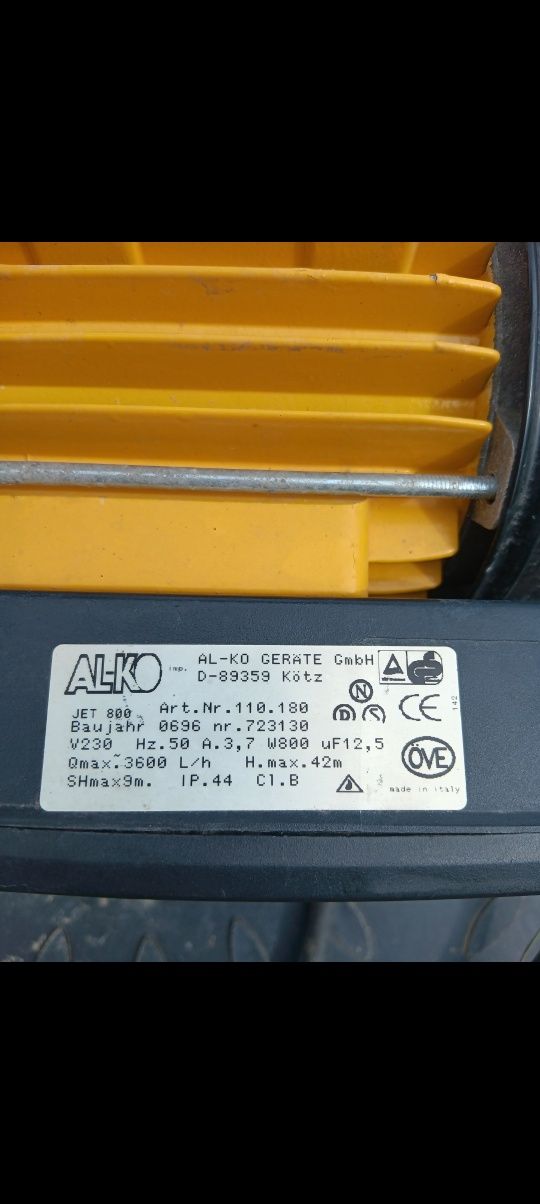 AL-KO
imp. AL-KO GERÄTE GmbH
D-89359 Kötz
JET 800 Art.Nr.110.180
Baujahr 0696 nr.723130
V230 Hz.50 A.3,7 W800 uF12,5
Qmax.3600 L/h H.max.42m
SHmax9m. IP.44 Cl.B
N
D S
CE
142
ÖVE
made in italy